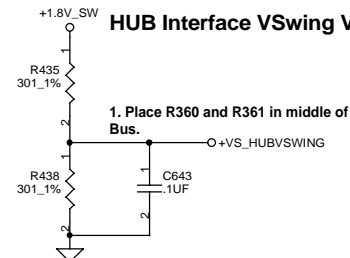 +1.8V_SW
HUB Interface VSwing V
1
R435
301_1%
2
1. Place R360 and R361 in middle of
Bus.
+VS_HUBVSWING
1
R438
301_1%
2
1
C643
.1UF
2